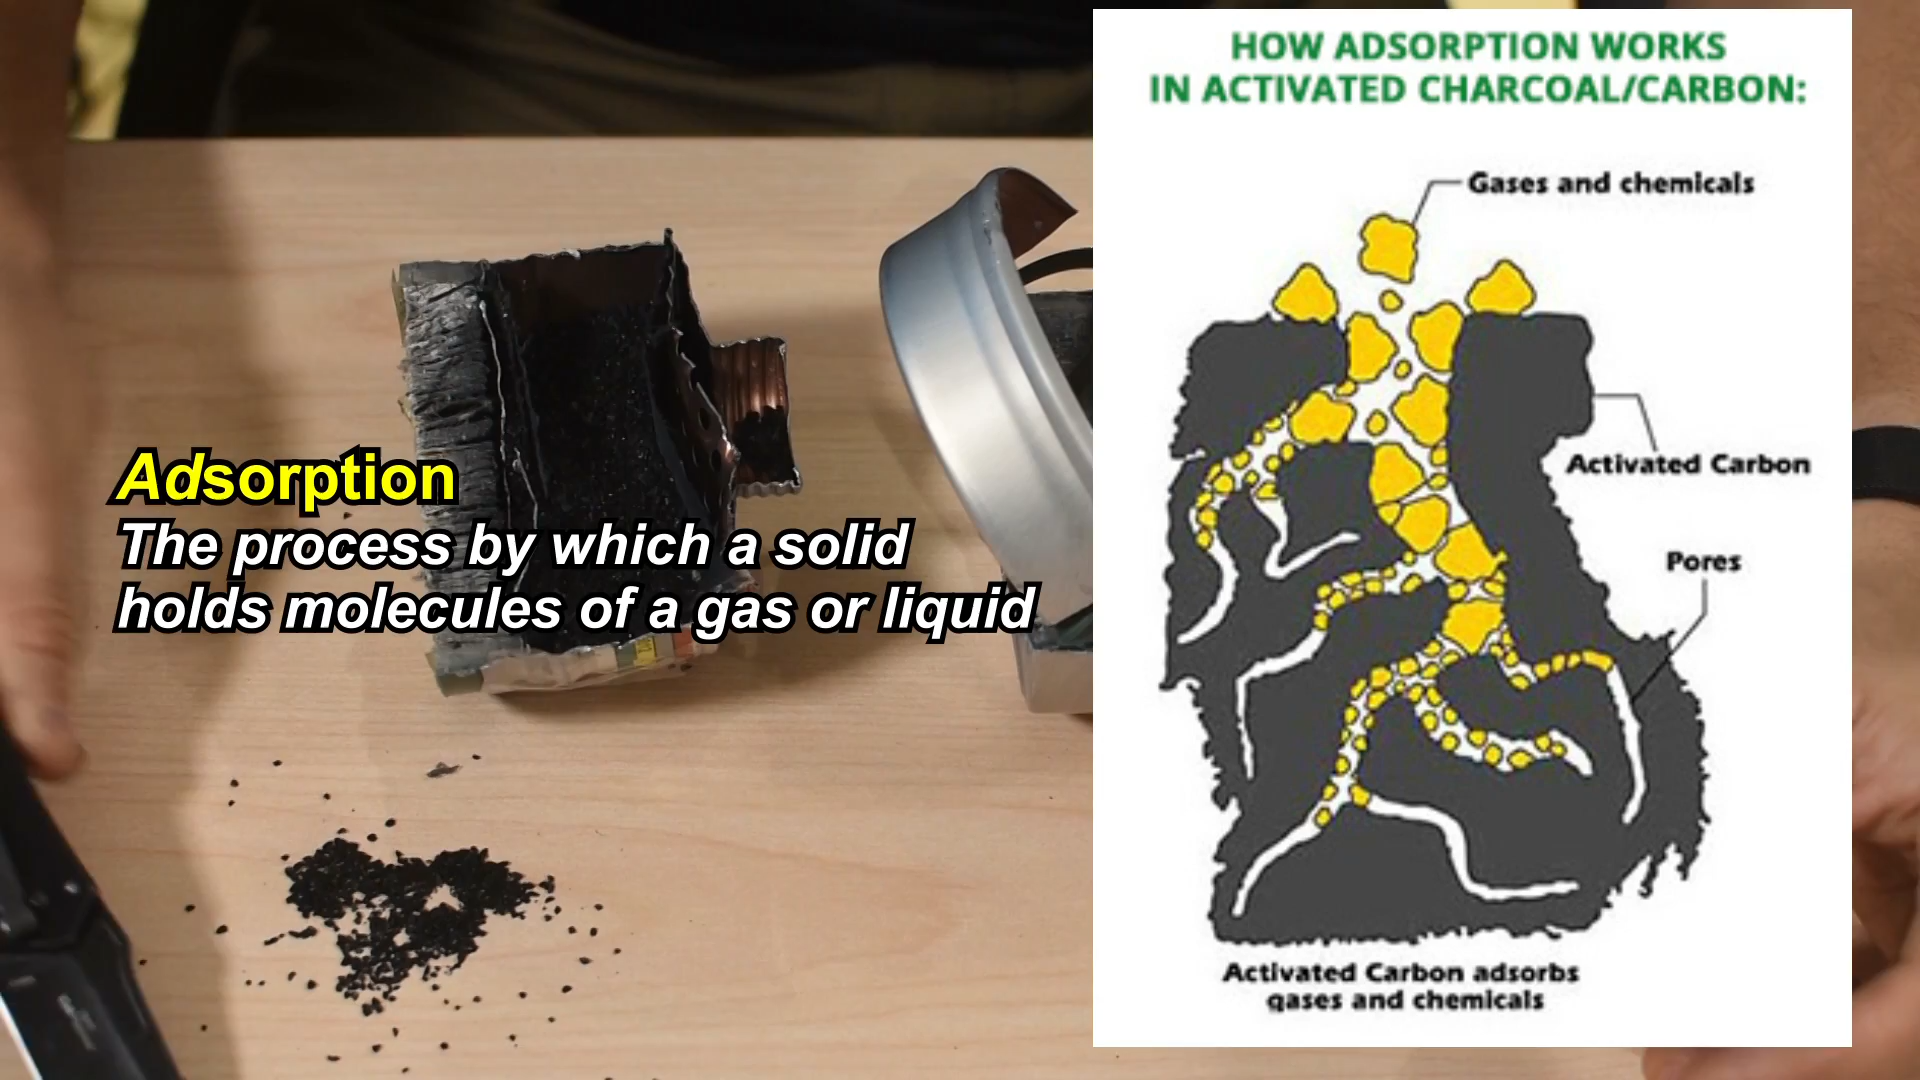 Adsorption
The process by which a solid
holds molecules of a gas or liquid
HOW ADSORPTION WORKS
IN ACTIVATED CHARCOAL/CARBON:
Gases and chemicals
Activated Carbon
Pores
Activated Carbon adsorbs
gases and chemicals